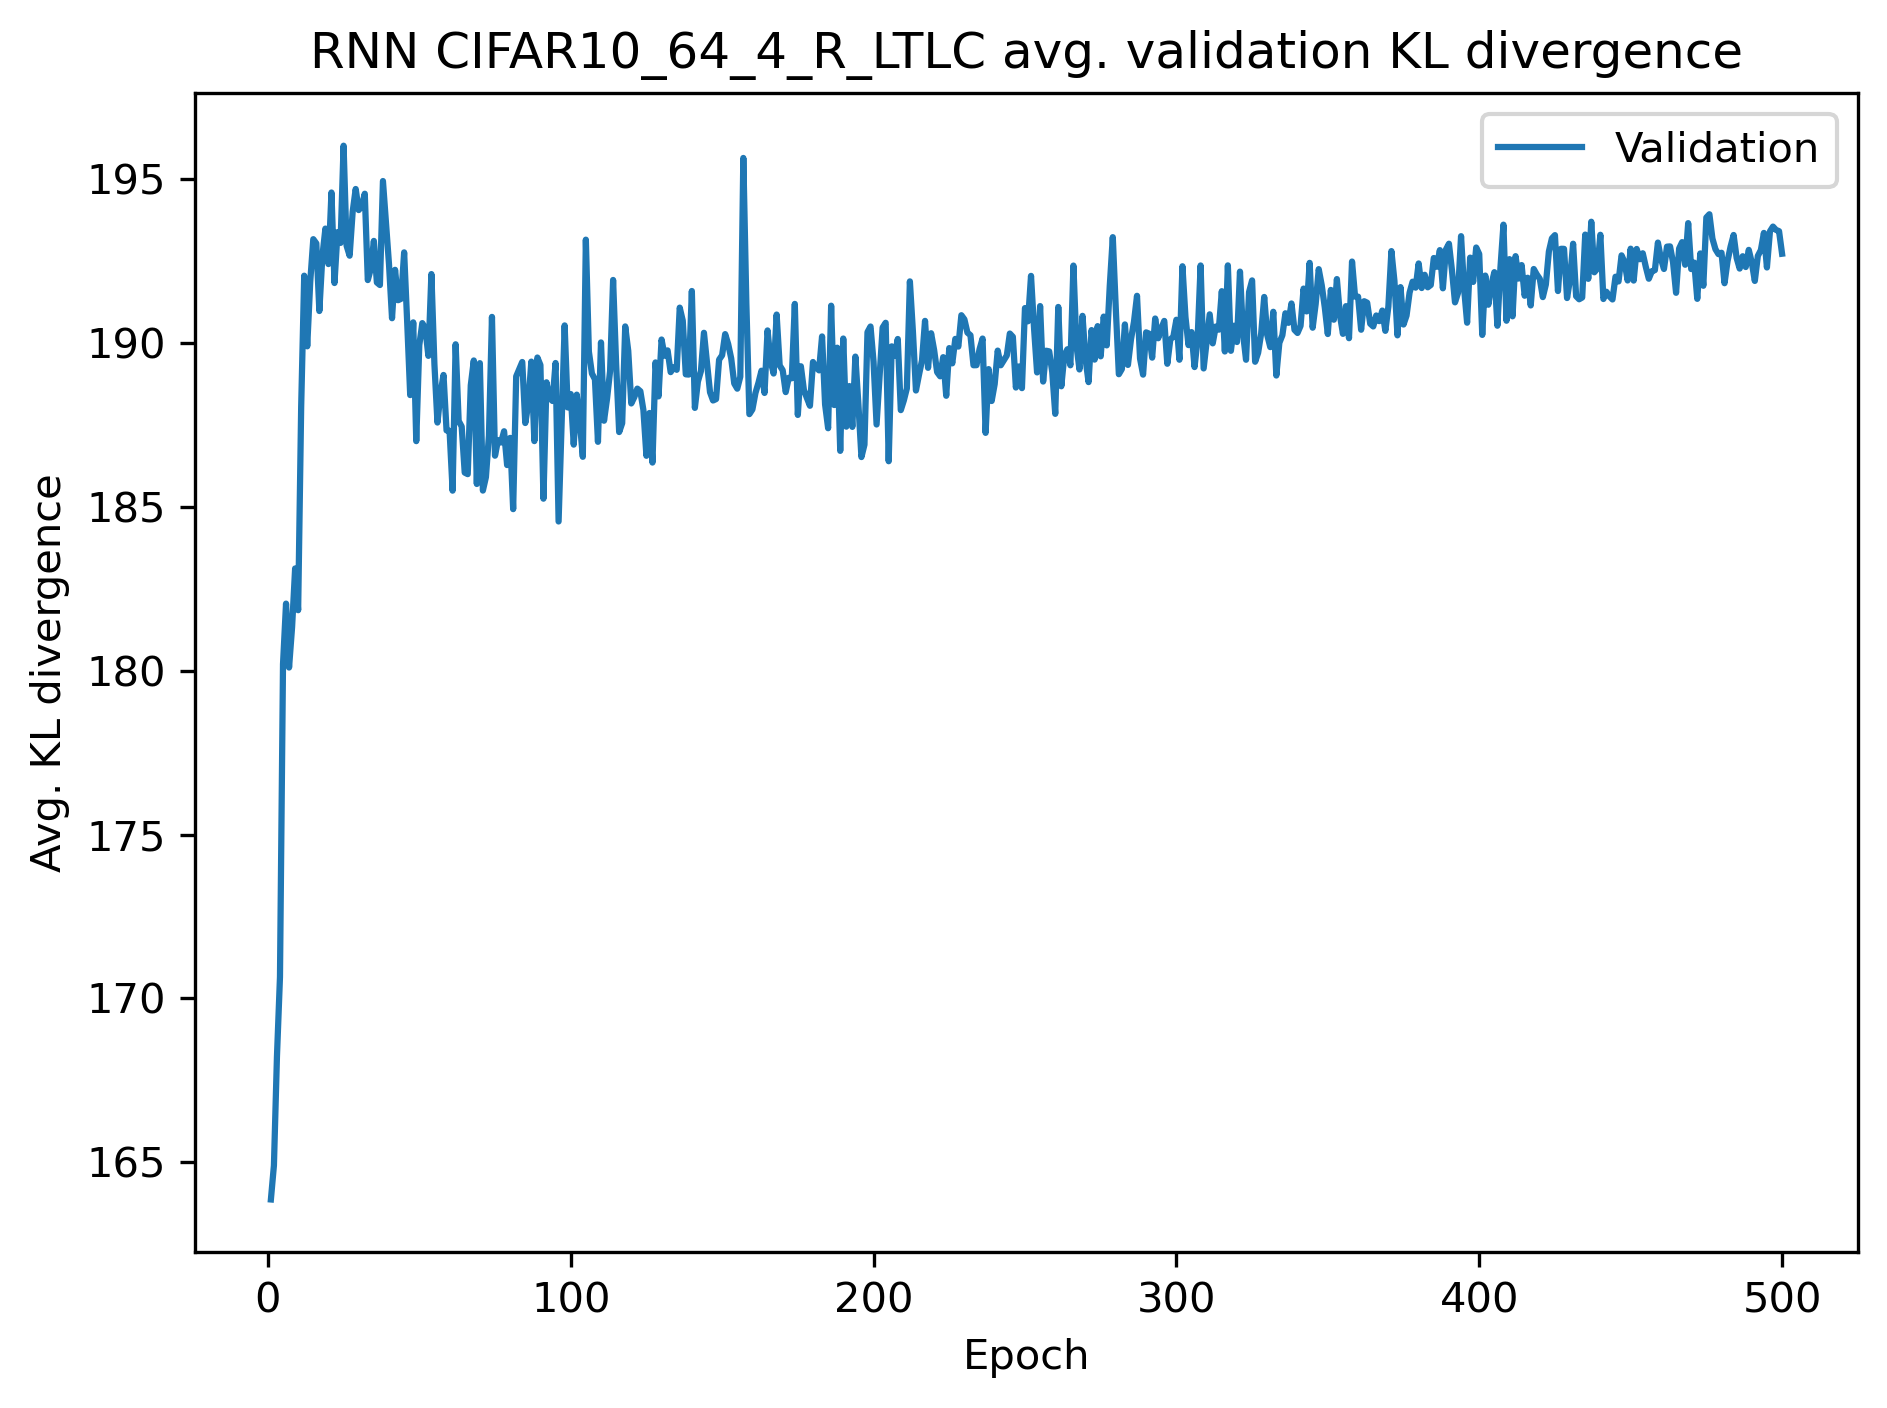 RNN CIFAR10_64_4_R_LTLC avg. validation KL divergence
Validation
Avg. KL divergence
195
190
185
180
175
170
165
0 100 200 300 400 500
Epoch